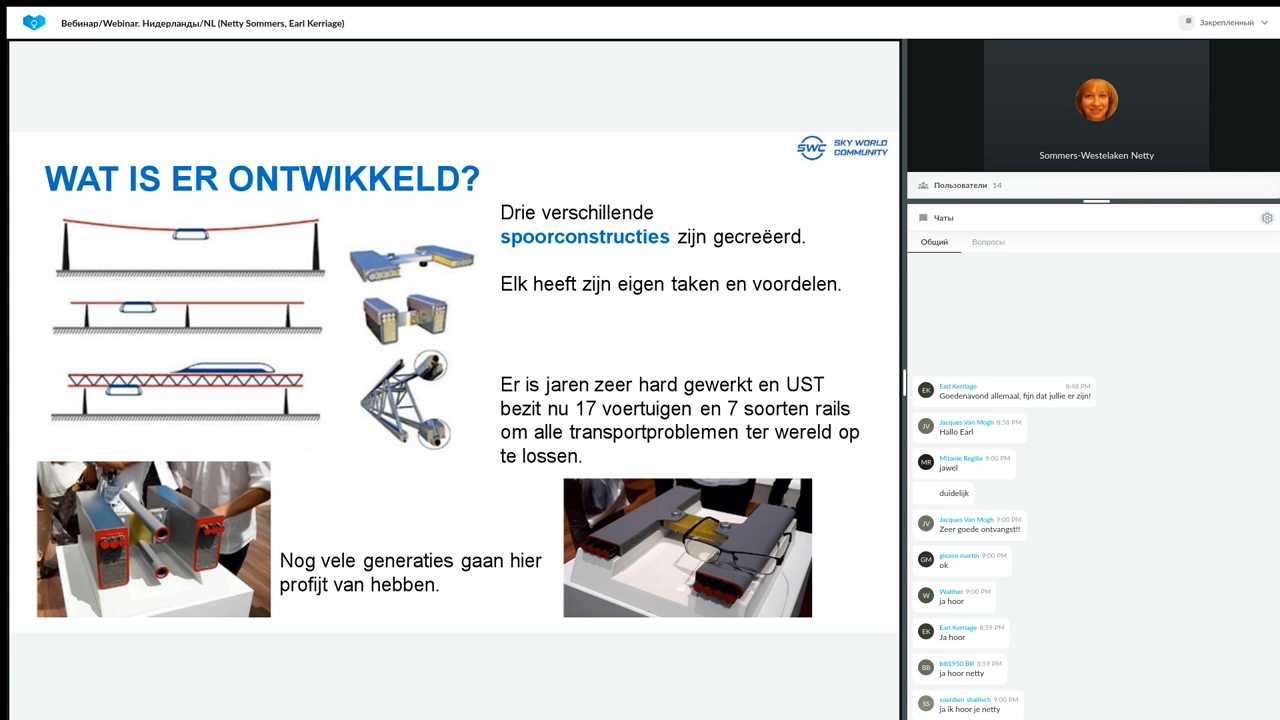 Вебинар/Webinar. Нидерланды/NL (Netty Sommers, Earl Kerriage)
Закрепленный
SWC SKY WORLD
COMMUNITY
WAT IS ER ONTWIKKELD?
Drie verschillende
spoorconstructies zijn gecreëerd.
Elk heeft zijn eigen taken en voordelen.
Er is jaren zeer hard gewerkt en UST
bezit nu 17 voertuigen en 7 soorten rails
om alle transportproblemen ter wereld op
te lossen.
Nog vele generaties gaan hier
profijt van hebben.
Sommers-Westelaken Netty
Пользователи 14
Чаты
Общий Вопросы
EK Earl Kerriage 8:48 PM
Goedenavond allemaal, fijn dat jullie er zijn!
JV Jacques Van Mogh 8:58 PM
Hallo Earl
MR Mitanie Regilia 9:00 PM
jawel
duidelijk
JV Jacques Van Mogh 9:00 PM
Zeer goede ontvangst!!
GM giezen martin 9:00 PM
ok
W Walther 9:00 PM
ja hoor
EK Earl Kerriage 8:59 PM
Ja hoor
BB bill1950 Bill 8:59 PM
ja hoor netty
SS soerdien shailisch 9:00 PM
ja ik hoor je netty